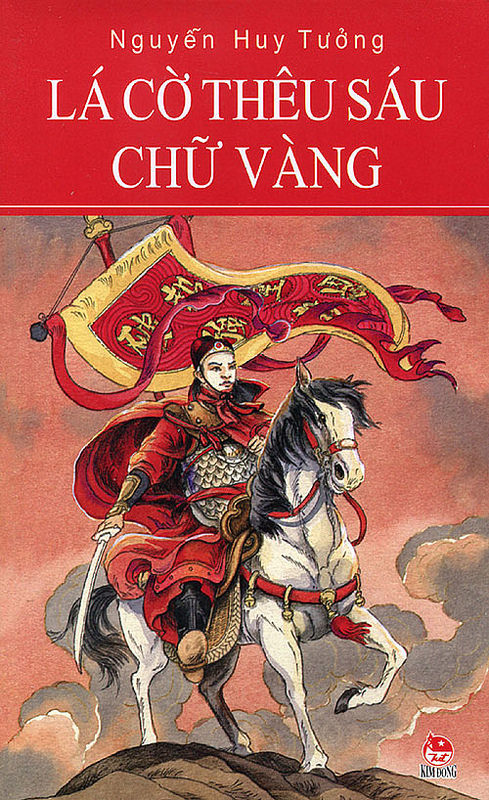 Nguyễn Huy Tưởng
LÁ CỜ THÊU SÁU
CHỮ VÀNG
KIM ĐỒNG